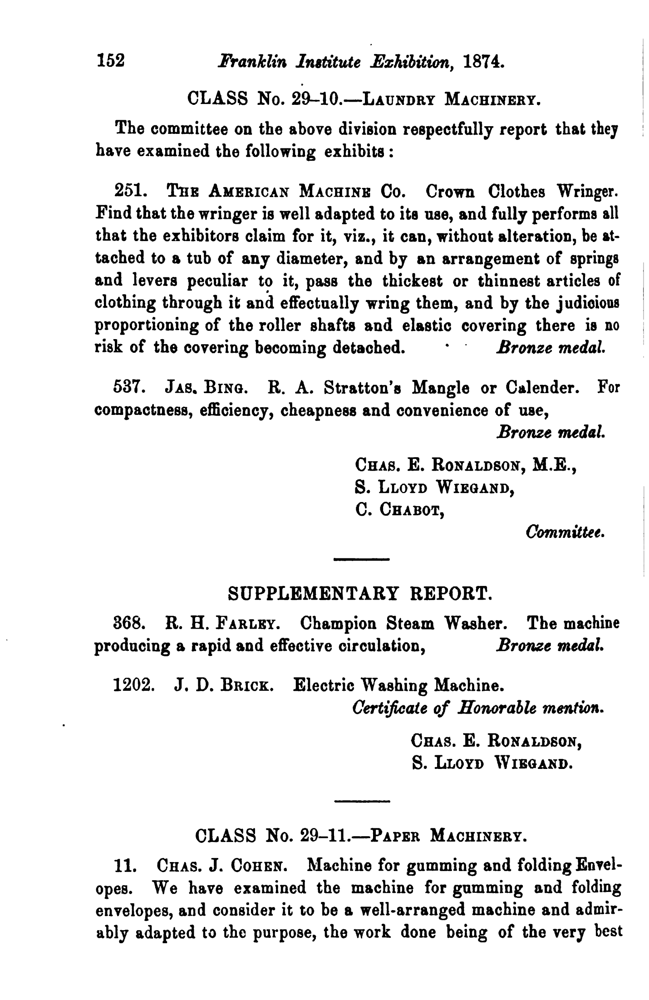 152 Franklin Institute Exhibition, 1874.
CLASS No. 29–10.—Laundry Machinery.
The committee on the above division respectfully report that they
have examined the following exhibits :
251. The American Machine Co. Crown Clothes Wringer.
Find that the wringer is well adapted to its use, and fully performs all
that the exhibitors claim for it, viz., it can, without alteration, be at-
tached to a tub of any diameter, and by an arrangement of springs
and levers peculiar to it, pass the thickest or thinnest articles of
clothing through it and effectually wring them, and by the judicious
proportioning of the roller shafts and elastic covering there is no
risk of the covering becoming detached. Bronze medal.
537. Jas. Bing. R. A. Stratton's Mangle or Calender. For
compactness, efficiency, cheapness and convenience of use,
Bronze medal.
Chas. E. Ronaldson, M.E.,
S. Lloyd Wiegand,
C. Chabot,
Committee.
SUPPLEMENTARY REPORT.
368. R. H. Farley. Champion Steam Washer. The machine
producing a rapid and effective circulation, Bronze medal.
1202. J. D. Brick. Electric Washing Machine.
Certificate of Honorable mention.
Chas. E. Ronaldson,
S. Lloyd Wiegand.
CLASS No. 29–11.—Paper Machinery.
11. Chas. J. Cohen. Machine for gumming and folding Envel-
opes. We have examined the machine for gumming and folding
envelopes, and consider it to be a well-arranged machine and admir-
ably adapted to the purpose, the work done being of the very best